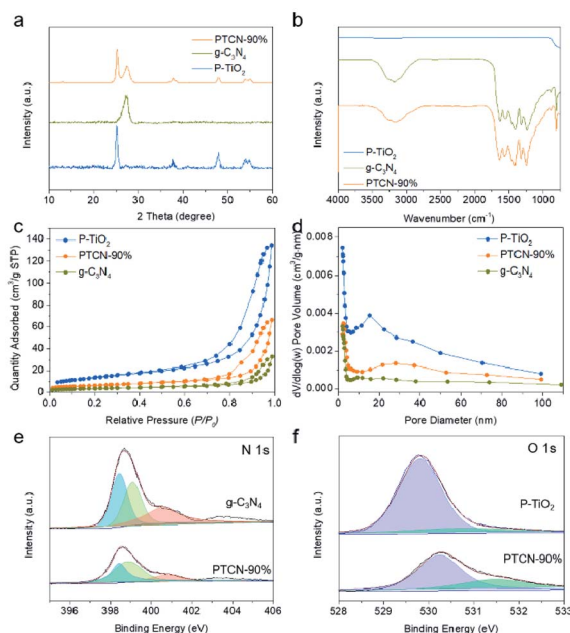 a
PTCN-90%
g-C₃N₄
P-TiO₂
Intensity (a.u.)
10 20 30 40 50 60
2 Theta (degree)
b
P-TiO₂
g-C₃N₄
PTCN-90%
Intensity (a.u.)
4000 3000 2000 1000
Wavenumber (cm⁻¹)
c
P-TiO₂
PTCN-90%
g-C₃N₄
Quantity Adsorbed (cm³/g STP)
140
120
100
80
60
40
20
0
0.0 0.2 0.4 0.6 0.8 1.0
Relative Pressure (P/P₀)
d
P-TiO₂
PTCN-90%
g-C₃N₄
dV/dlog(w) Pore Volume (cm³/g·nm)
0.008
0.006
0.004
0.002
0.000
0 20 40 60 80 100
Pore Diameter (nm)
e
N 1s
g-C₃N₄
PTCN-90%
Intensity (a.u.)
396 398 400 402 404 406
Binding Energy (eV)
f
O 1s
P-TiO₂
PTCN-90%
Intensity (a.u.)
528 529 530 531 532 533
Binding Energy (eV)